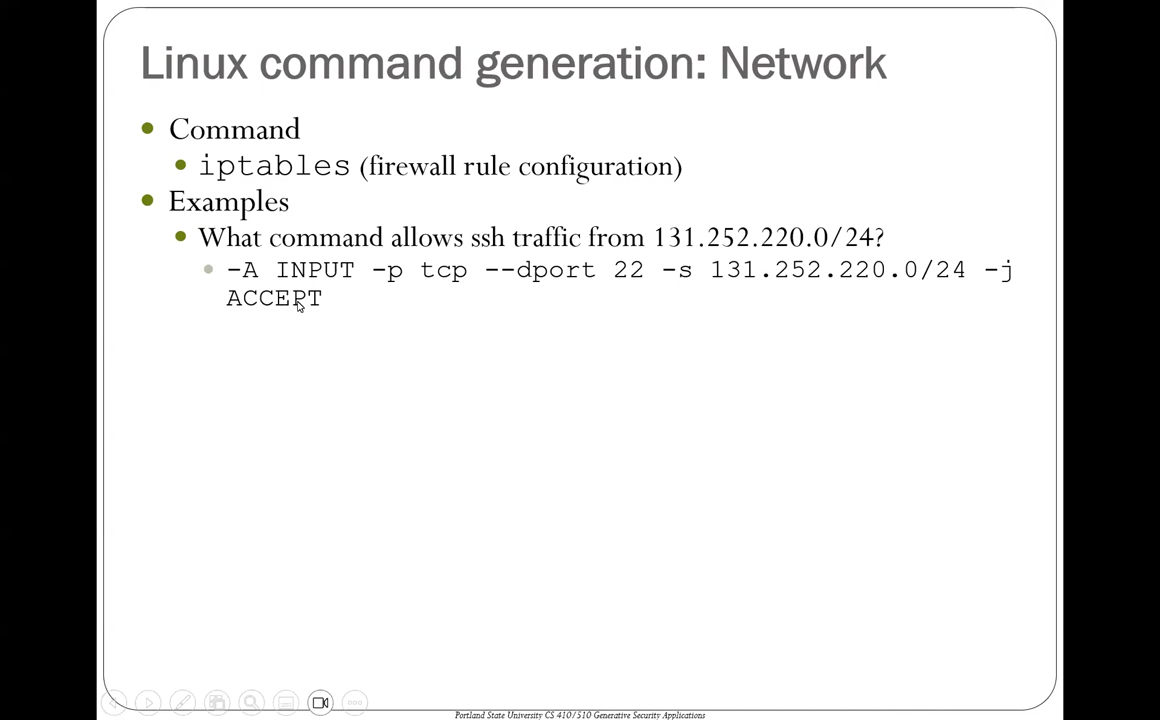 Linux command generation: Network
Command
iptables (firewall rule configuration)
Examples
What command allows ssh traffic from 131.252.220.0/24?
-A INPUT -p tcp --dport 22 -s 131.252.220.0/24 -j
ACCEPT
Portland State University CS 410/510 Generative Security Applications